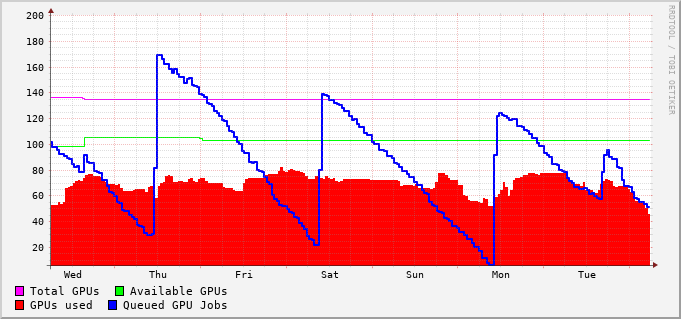 200
180
160
140
120
100
80
60
40
20
Wed Thu Fri Sat Sun Mon Tue
Total GPUs Available GPUs
GPUs used Queued GPU Jobs
RRDTOOL / TOBI OETIKER